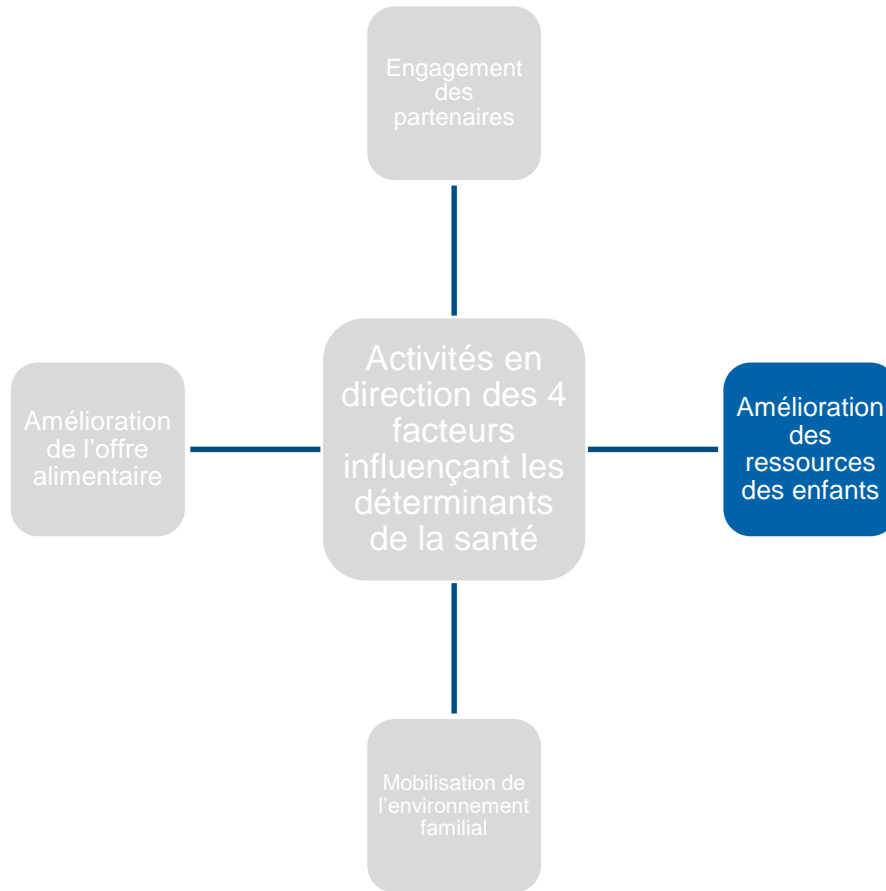 Engagement
des
partenaires
Activités en
direction des 4
facteurs
influençant les
déterminants
de la santé
Amélioration
de l’offre
alimentaire
Amélioration
des
ressources
des enfants
Mobilisation de
l’environnement
familial